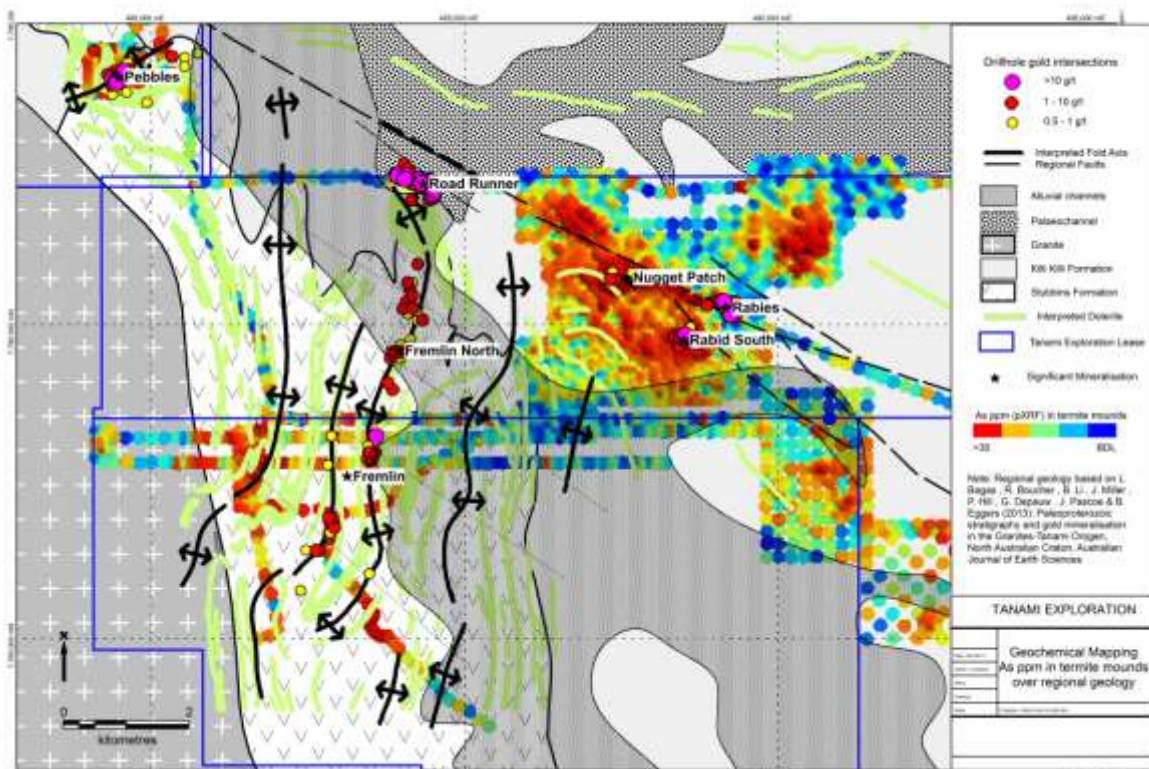 Pebbles
Road Runner
Nugget Patch
Rabies
Rabid South
Fremlin North
Fremlin
N
0 2
kilometres
Drillhole gold intersections
>10 g/t
1 - 10 g/t
0.5 - 1 g/t
Interpreted Fold Axis
Regional Faults
Alluvial channels
Palaeochannel
Granite
Killi Killi Formation
Stubbins Formation
Interpreted Dolerite
Tanami Exploration Lease
Significant Mineralisation
As ppm (pXRF) in termite mounds
>30 BDL
Note: Regional geology based on L.
Bagas , R. Boucher , B. Li , J. Miller ,
P. Hill , G. Depauw , J. Pascoe & B.
Eggers (2013): Paleoproterozoic
stratigraphy and gold mineralisation
in the Granites-Tanami Orogen,
North Australian Craton, Australian
Journal of Earth Sciences
TANAMI EXPLORATION
Geochemical Mapping
As ppm in termite mounds
over regional geology